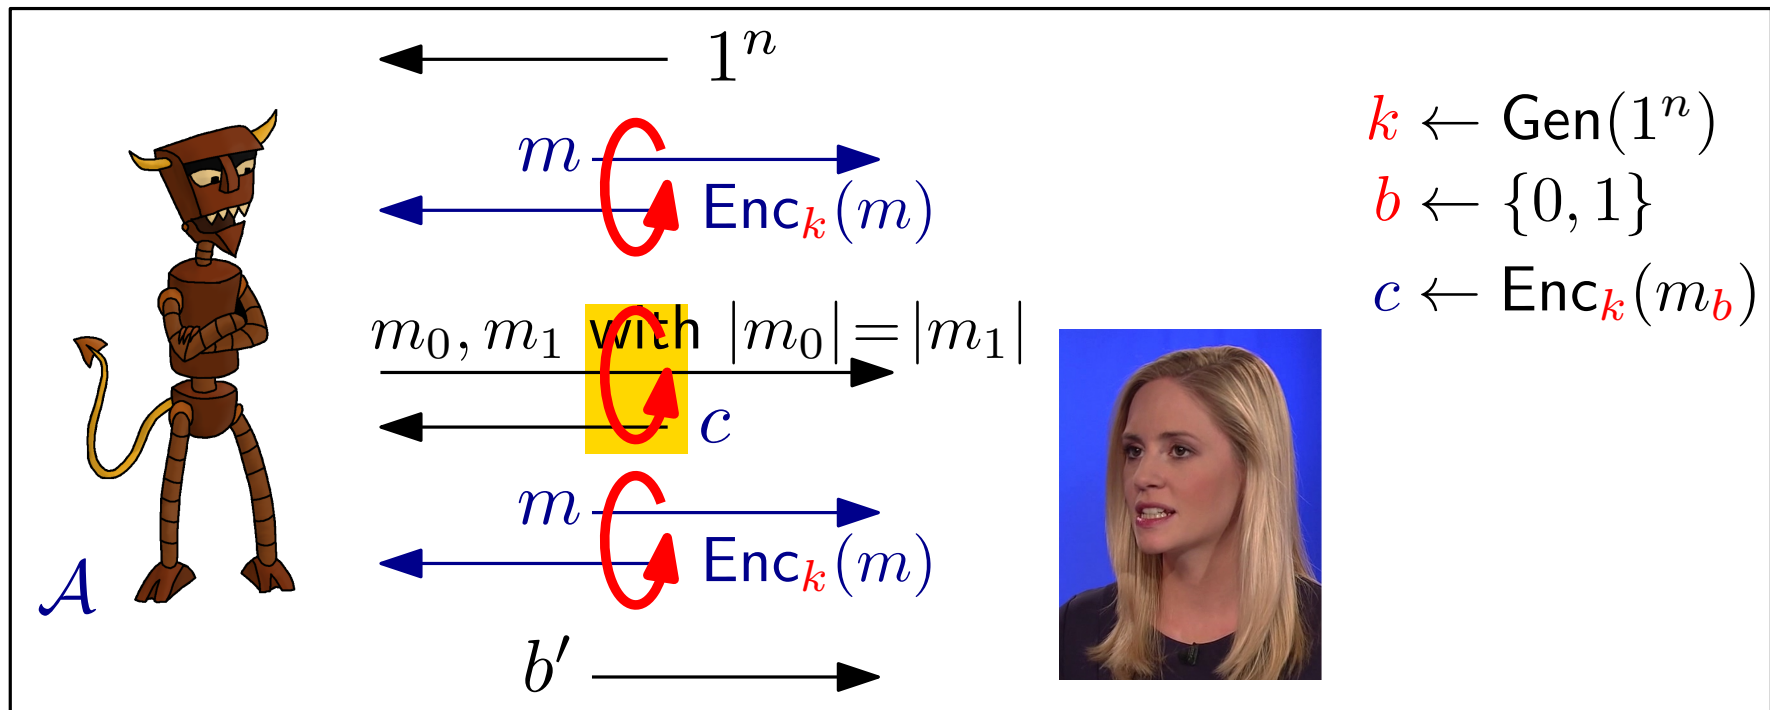 1^n
k ← Gen(1^n)
m
Enc_k(m)
b ← {0, 1}
m_0, m_1 with |m_0| = |m_1|
c ← Enc_k(m_b)
c
m
Enc_k(m)
𝒜
b′